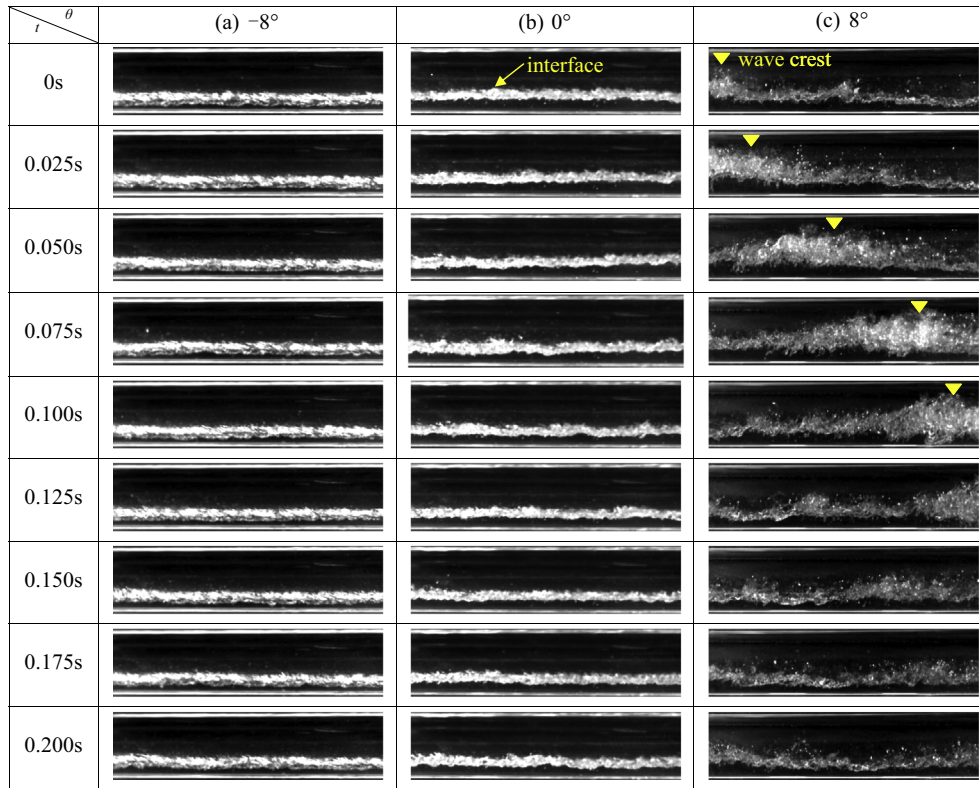 θ
t
(a) −8°
(b) 0°
(c) 8°
0s
interface
wave crest
0.025s
0.050s
0.075s
0.100s
0.125s
0.150s
0.175s
0.200s